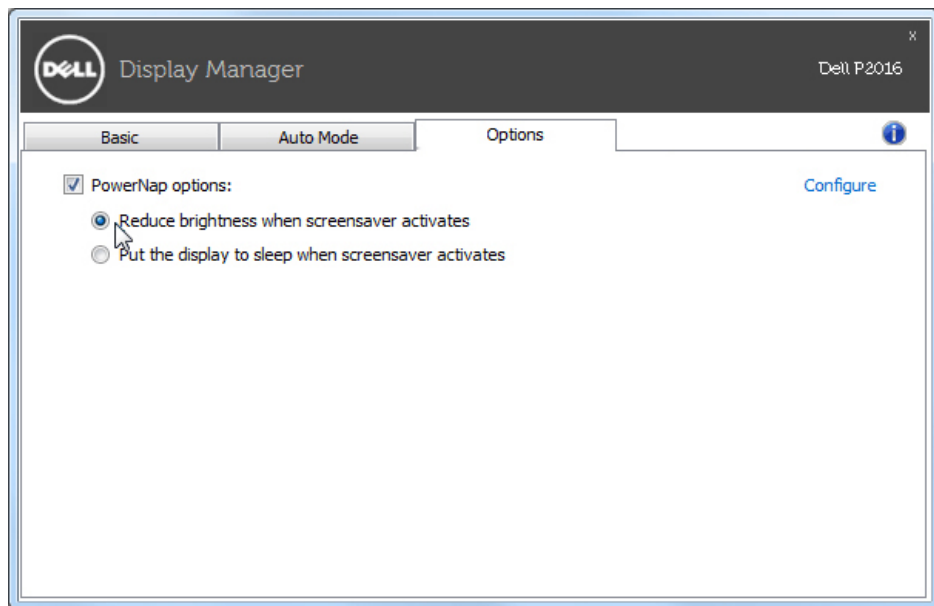 x
DELL Display Manager
Dell P2016
Basic Auto Mode Options
PowerNap options: Configure
Reduce brightness when screensaver activates
Put the display to sleep when screensaver activates